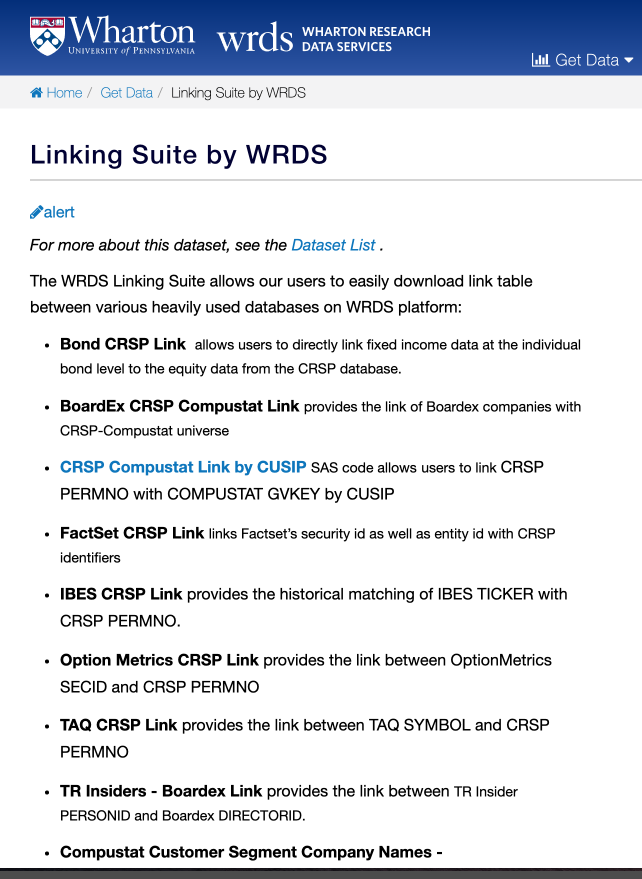 Wharton
UNIVERSITY of PENNSYLVANIA
wrds
WHARTON RESEARCH
DATA SERVICES
Get Data
Home / Get Data / Linking Suite by WRDS
Linking Suite by WRDS
alert
For more about this dataset, see the Dataset List .
The WRDS Linking Suite allows our users to easily download link table
between various heavily used databases on WRDS platform:
• Bond CRSP Link allows users to directly link fixed income data at the individual
bond level to the equity data from the CRSP database.
• BoardEx CRSP Compustat Link provides the link of Boardex companies with
CRSP-Compustat universe
• CRSP Compustat Link by CUSIP SAS code allows users to link CRSP
PERMNO with COMPUSTAT GVKEY by CUSIP
• FactSet CRSP Link links Factset’s security id as well as entity id with CRSP
identifiers
• IBES CRSP Link provides the historical matching of IBES TICKER with
CRSP PERMNO.
• Option Metrics CRSP Link provides the link between OptionMetrics
SECID and CRSP PERMNO
• TAQ CRSP Link provides the link between TAQ SYMBOL and CRSP
PERMNO
• TR Insiders - Boardex Link provides the link between TR Insider
PERSONID and Boardex DIRECTORID.
• Compustat Customer Segment Company Names -